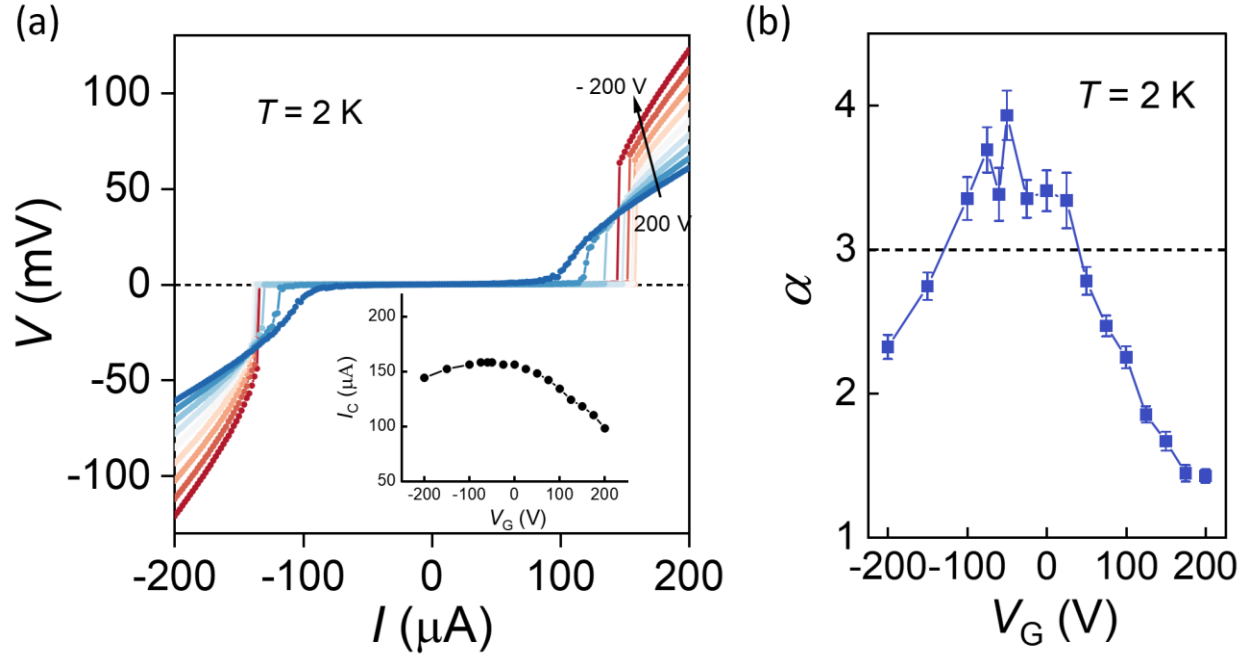 (a)
V (mV)
100
50
0
-50
-100
T = 2 K
- 200 V
200 V
I_C (μA)
200
150
100
50
-200 -100 0 100 200
V_G (V)
-200 -100 0 100 200
I (μA)
(b)
α
4
3
2
1
T = 2 K
-200 -100 0 100 200
V_G (V)